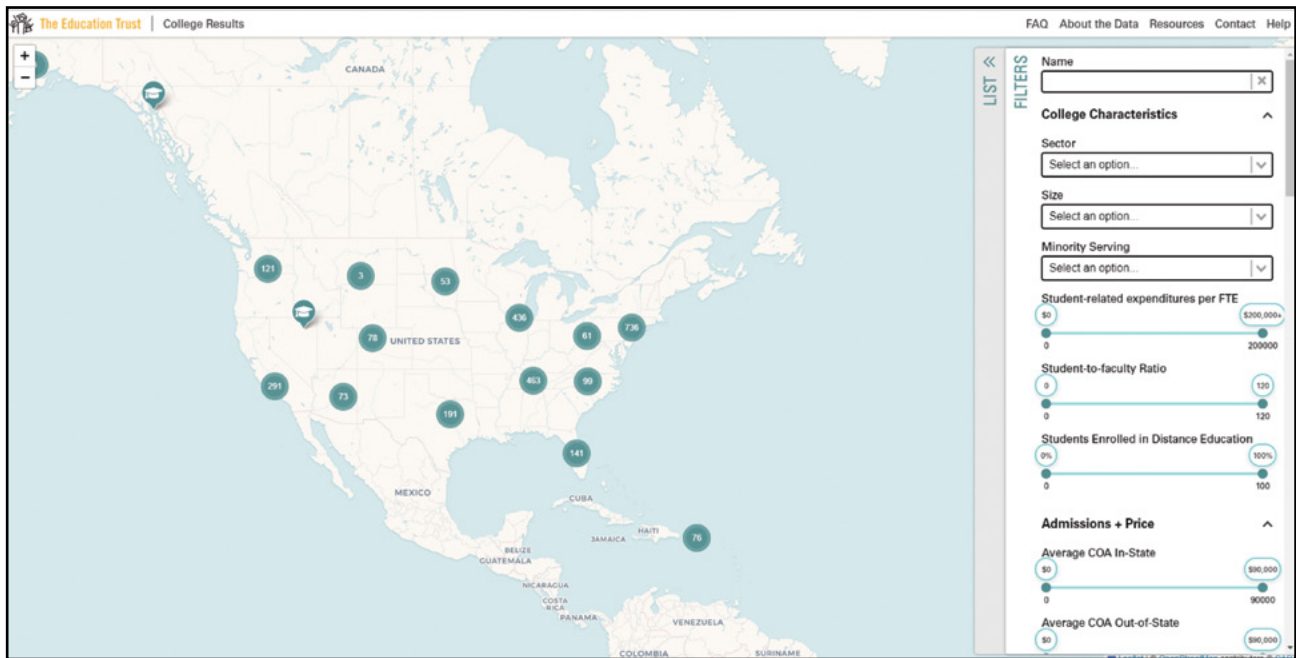 The Education Trust | College Results
FAQ About the Data Resources Contact Help
+
−
CANADA
121
3
53
436
61
736
78
UNITED STATES
291
73
463
99
191
141
MEXICO
CUBA
HAITI
JAMAICA
76
BELIZE
GUATEMALA
NICARAGUA
COSTA
RICA
PANAMA
VENEZUELA
COLOMBIA
SURINAME
LIST
FILTERS
Name
College Characteristics
Sector
Select an option...
Size
Select an option...
Minority Serving
Select an option...
Student-related expenditures per FTE
$0 $200,000+
0 200000
Student-to-faculty Ratio
0 120
0 120
Students Enrolled in Distance Education
0% 100%
0 100
Admissions + Price
Average COA In-State
$0 $90,000
0 90000
Average COA Out-of-State
$0 $90,000